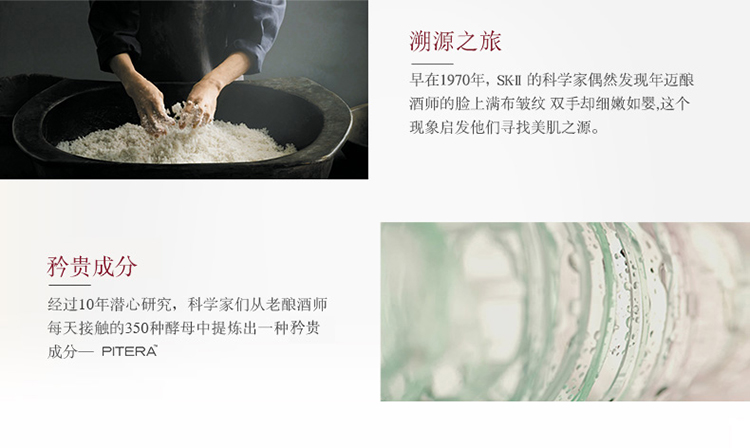 溯源之旅
早在1970年，SK-II 的科学家偶然发现年迈酿
酒师的脸上满布皱纹 双手却细嫩如婴,这个
现象启发他们寻找美肌之源。
矜贵成分
经过10年潜心研究，科学家们从老酿酒师
每天接触的350种酵母中提炼出一种矜贵
成分— PITERA™